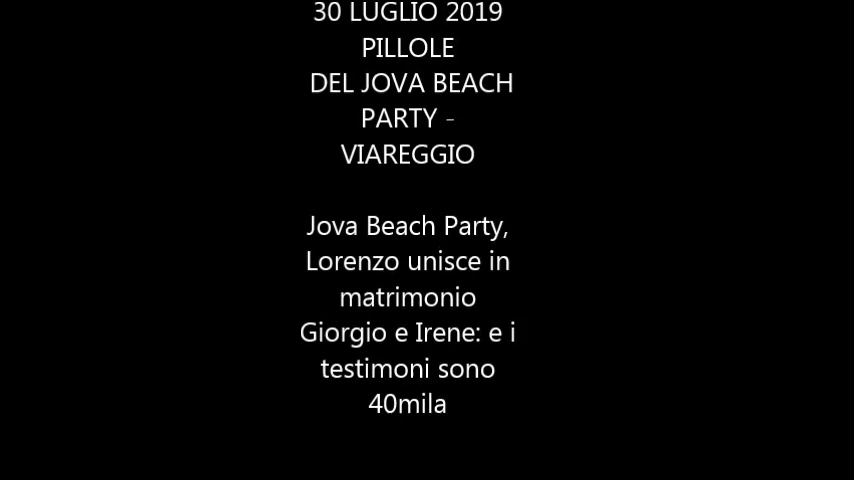 30 LUGLIO 2019
PILLOLE
DEL JOVA BEACH
PARTY -
VIAREGGIO
Jova Beach Party,
Lorenzo unisce in
matrimonio
Giorgio e Irene: e i
testimoni sono
40mila